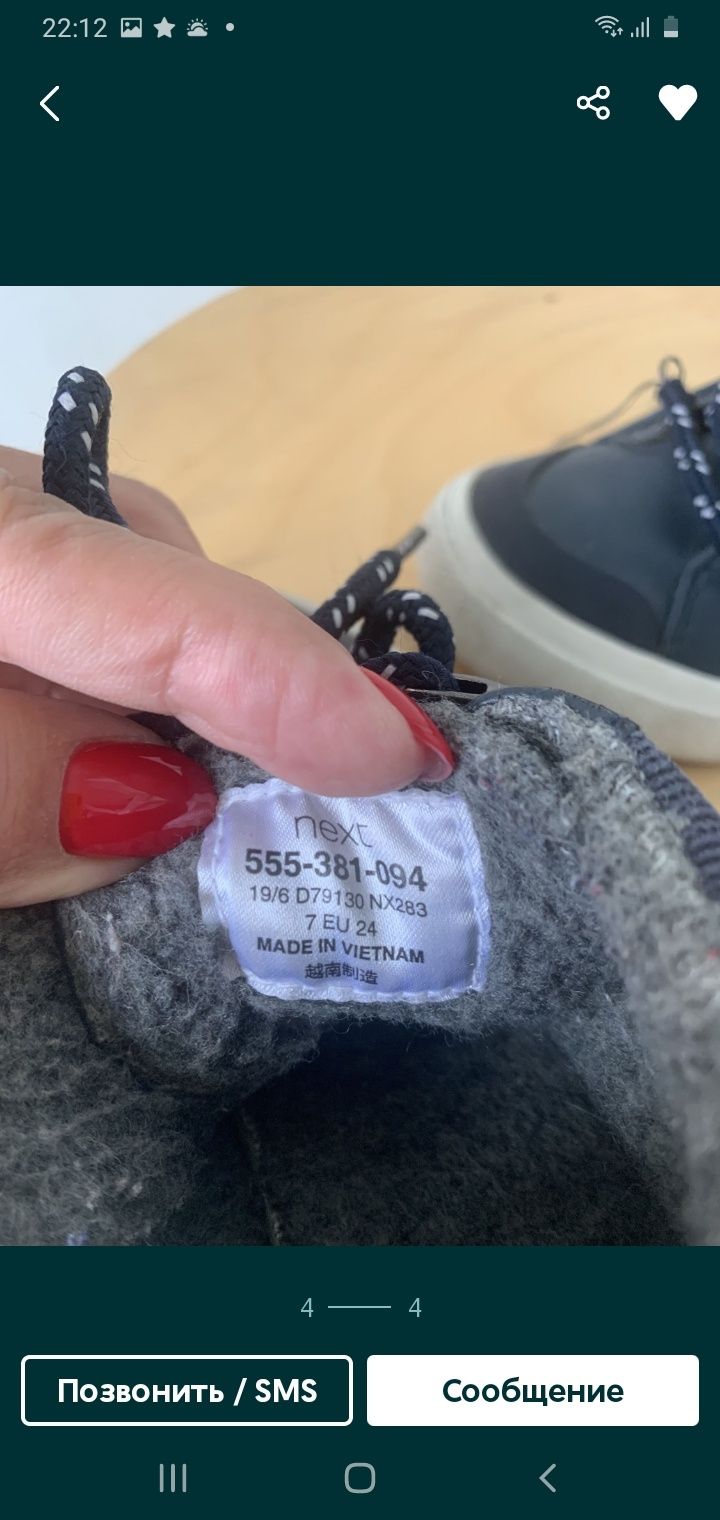 22:12
next
555-381-094
19/6 D79130 NX283
7 EU 24
MADE IN VIETNAM
越南制造
4 4
Позвонить / SMS
Сообщение